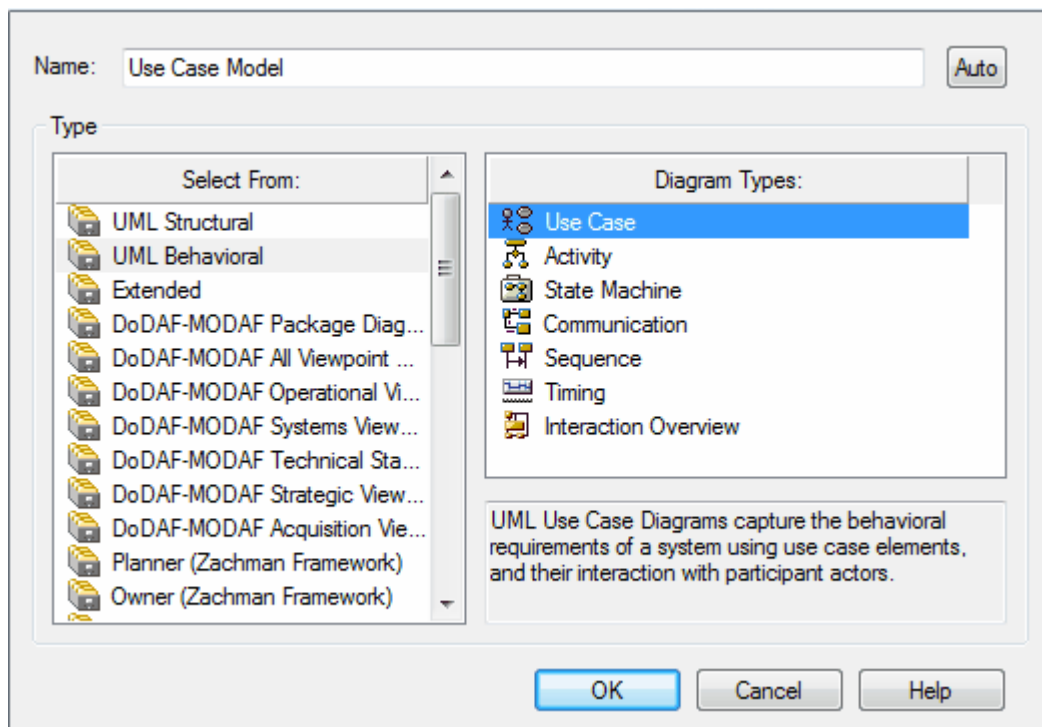 Name: Use Case Model Auto
Type
Select From:
UML Structural
UML Behavioral
Extended
DoDAF-MODAF Package Diag...
DoDAF-MODAF All Viewpoint ...
DoDAF-MODAF Operational Vi...
DoDAF-MODAF Systems View...
DoDAF-MODAF Technical Sta...
DoDAF-MODAF Strategic View...
DoDAF-MODAF Acquisition Vie...
Planner (Zachman Framework)
Owner (Zachman Framework)
Diagram Types:
Use Case
Activity
State Machine
Communication
Sequence
Timing
Interaction Overview
UML Use Case Diagrams capture the behavioral
requirements of a system using use case elements,
and their interaction with participant actors.
OK Cancel Help